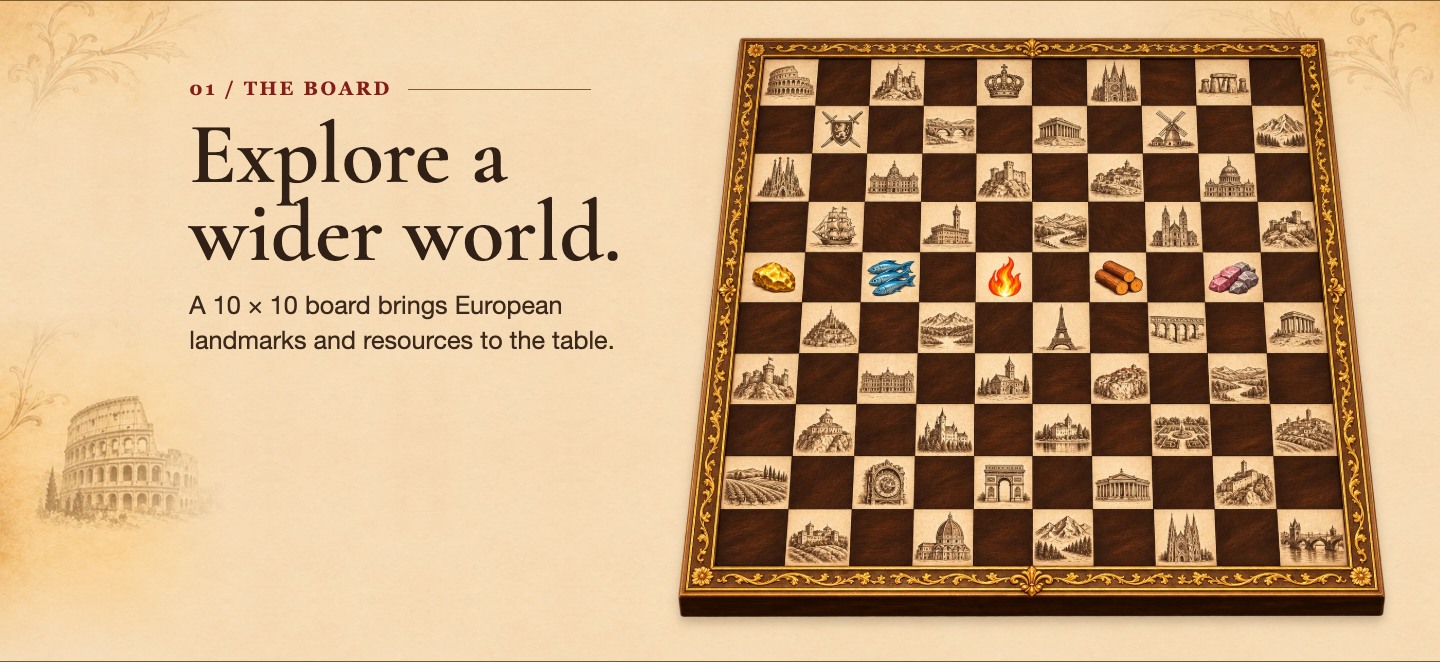 01 / THE BOARD
Explore a
wider world.
A 10 × 10 board brings European
landmarks and resources to the table.